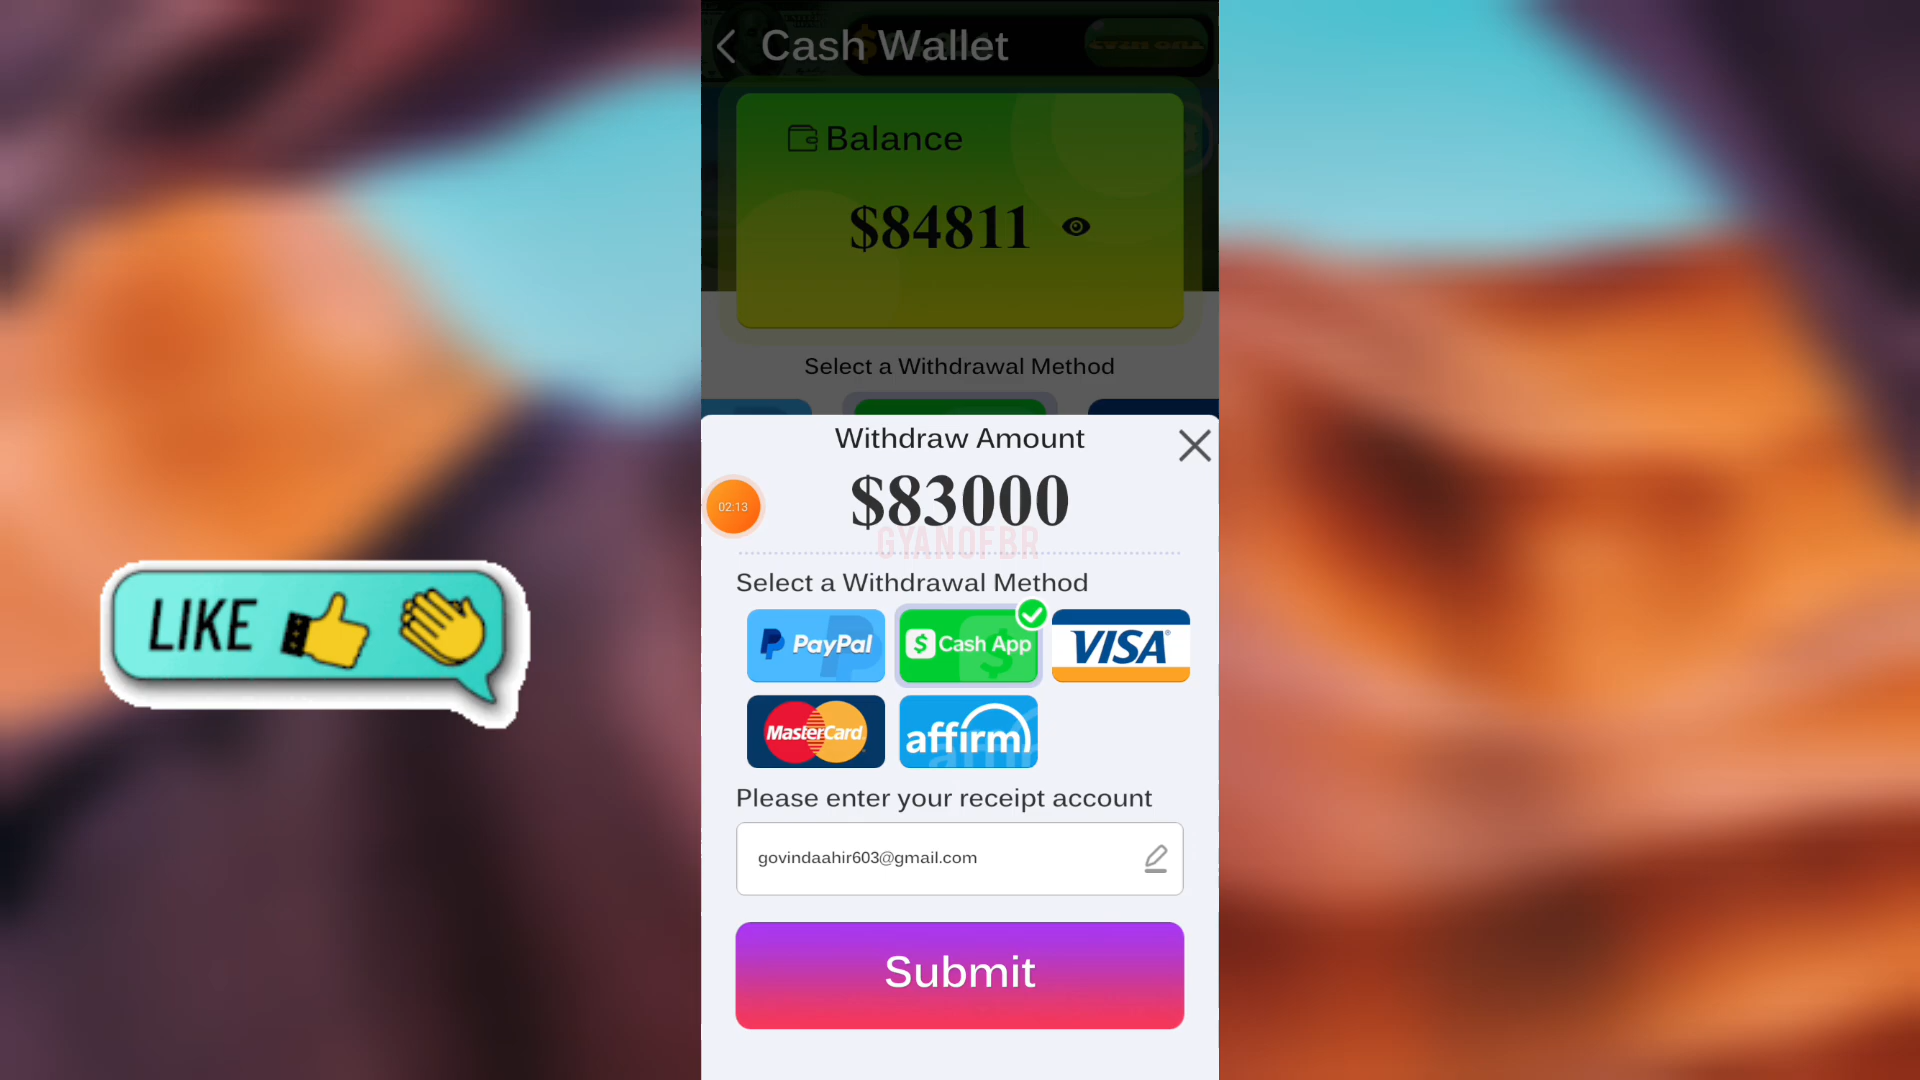 Cash Wallet
Balance
$84811
Select a Withdrawal Method
Withdraw Amount
$83000
02:13
GYANOFBR
Select a Withdrawal Method
PayPal
Cash App
VISA
MasterCard
affirm
Please enter your receipt account
govindaahir603@gmail.com
Submit
LIKE